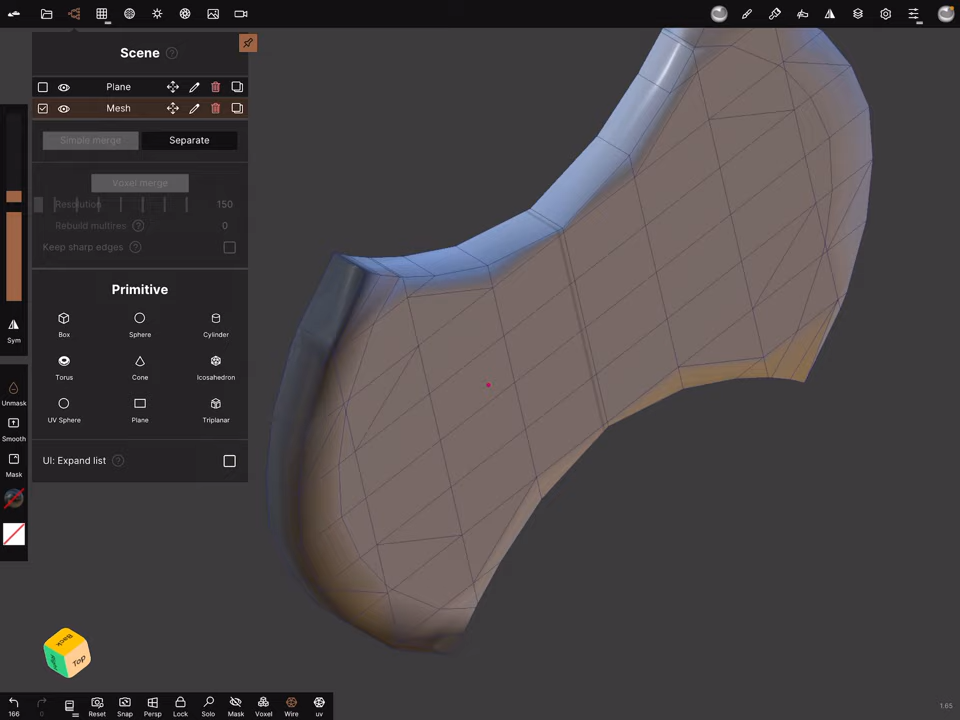 Scene
Plane
Mesh
Simple merge
Separate
Voxel merge
Resolution 150
Rebuild multires 0
Keep sharp edges
Primitive
Box
Sphere
Cylinder
Torus
Cone
Icosahedron
UV Sphere
Plane
Triplanar
UI: Expand list
Sym
Unmask
Smooth
Mask
Back
Top
166
0
Reset
Snap
Persp
Lock
Solo
Mask
Voxel
Wire
uv
1.65